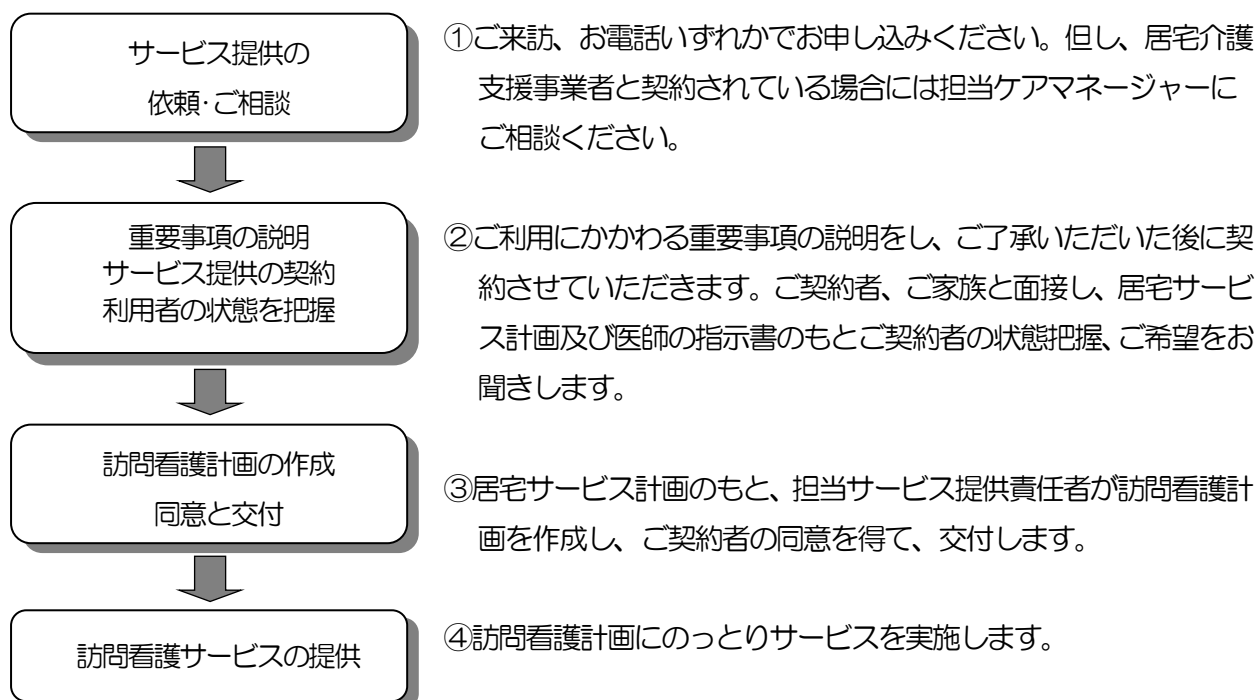 サービス提供の
依頼・ご相談
①ご来訪、お電話いずれかでお申し込みください。但し、居宅介護
支援事業者と契約されている場合には担当ケアマネージャーに
ご相談ください。
重要事項の説明
サービス提供の契約
利用者の状態を把握
②ご利用にかかわる重要事項の説明をし、ご了承いただいた後に契
約させていただきます。ご契約者、ご家族と面接し、居宅サービ
ス計画及び医師の指示書のもとご契約者の状態把握、ご希望をお
聞きします。
訪問看護計画の作成
同意と交付
③居宅サービス計画のもと、担当サービス提供責任者が訪問看護計
画を作成し、ご契約者の同意を得て、交付します。
訪問看護サービスの提供
④訪問看護計画にのっとりサービスを実施します。